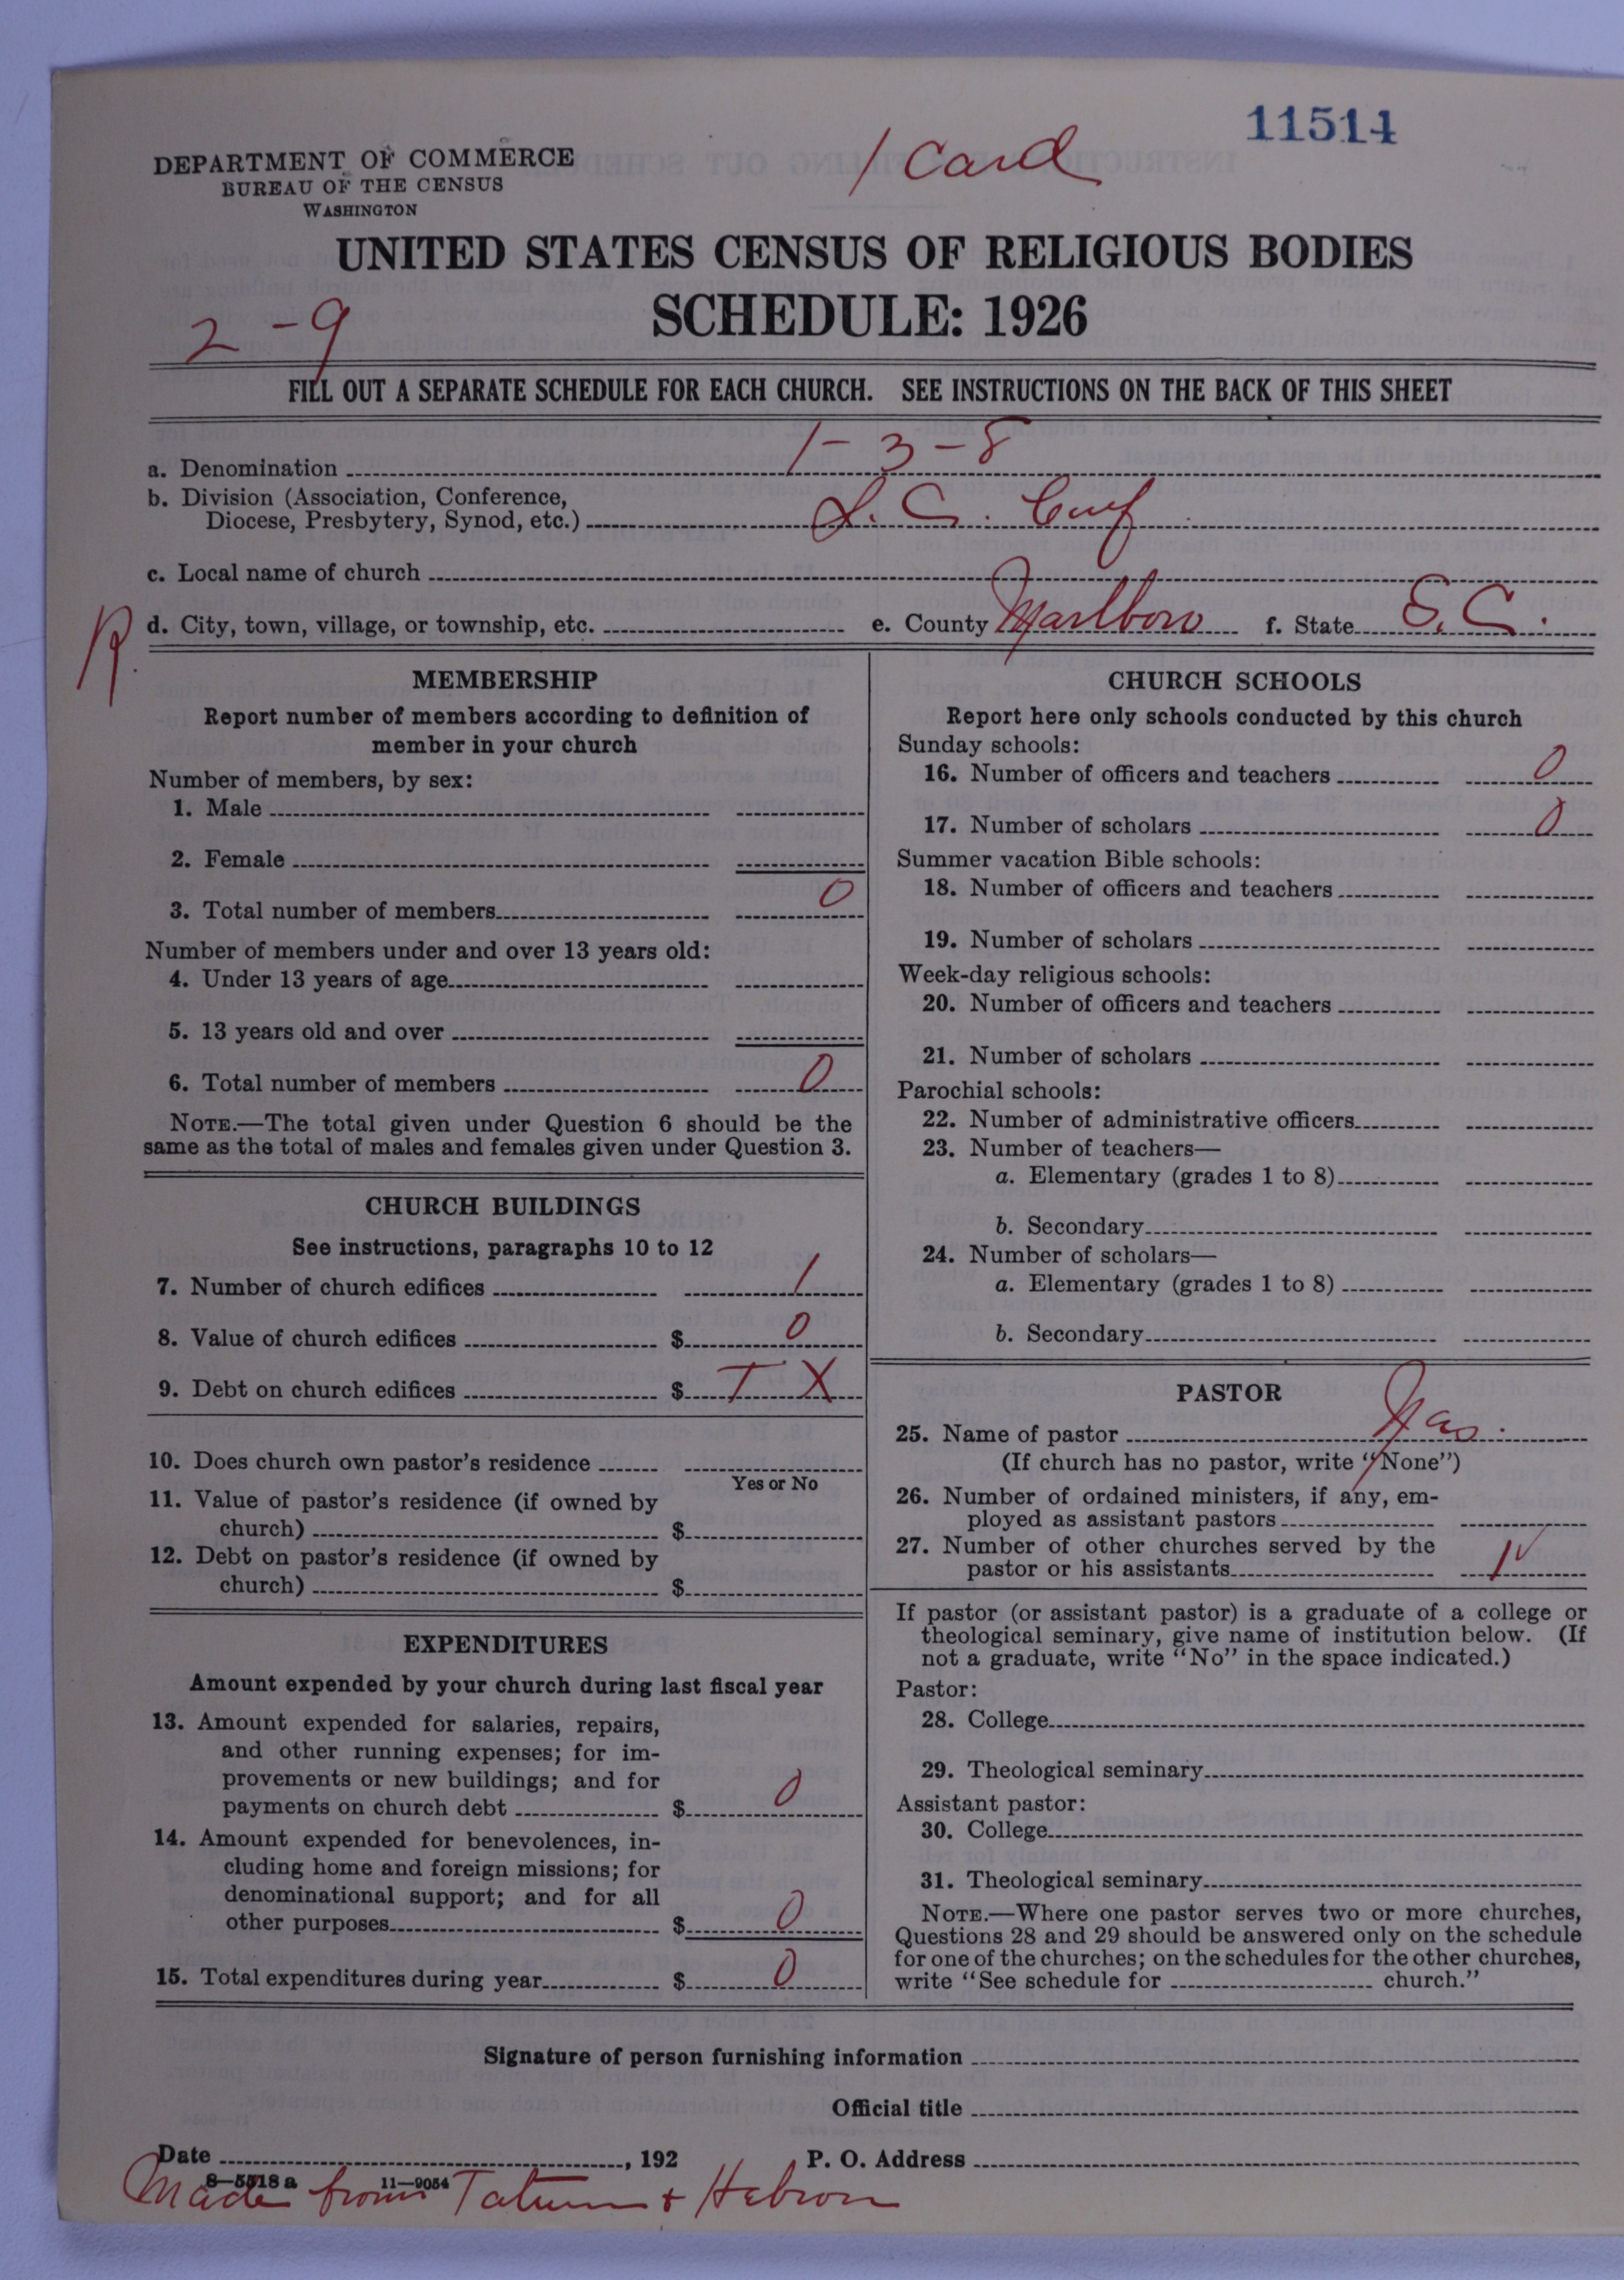 11514
1 Card
DEPARTMENT OF COMMERCE
BUREAU OF THE CENSUS
WASHINGTON
UNITED STATES CENSUS OF RELIGIOUS BODIES
SCHEDULE: 1926
2 - 9
FILL OUT A SEPARATE SCHEDULE FOR EACH CHURCH. SEE INSTRUCTIONS ON THE BACK OF THIS SHEET
a. Denomination 1 - 3 - 8
b. Division (Association, Conference,
Diocese, Presbytery, Synod, etc.) S. C. Conf
c. Local name of church
R d. City, town, village, or township, etc. e. County Marlboro f. State S. C.
MEMBERSHIP
Report number of members according to definition of
member in your church
Number of members, by sex:
1. Male
2. Female
3. Total number of members 0
Number of members under and over 13 years old:
4. Under 13 years of age
5. 13 years old and over
6. Total number of members 0
NOTE.—The total given under Question 6 should be the
same as the total of males and females given under Question 3.
CHURCH BUILDINGS
See instructions, paragraphs 10 to 12
7. Number of church edifices 1
8. Value of church edifices $ 0
9. Debt on church edifices $ T X
10. Does church own pastor's residence
Yes or No
11. Value of pastor's residence (if owned by
church) $
12. Debt on pastor's residence (if owned by
church) $
EXPENDITURES
Amount expended by your church during last fiscal year
13. Amount expended for salaries, repairs,
and other running expenses; for im-
provements or new buildings; and for
payments on church debt $ 0
14. Amount expended for benevolences, in-
cluding home and foreign missions; for
denominational support; and for all
other purposes $ 0
15. Total expenditures during year $ 0
CHURCH SCHOOLS
Report here only schools conducted by this church
Sunday schools:
16. Number of officers and teachers 0
17. Number of scholars 0
Summer vacation Bible schools:
18. Number of officers and teachers
19. Number of scholars
Week-day religious schools:
20. Number of officers and teachers
21. Number of scholars
Parochial schools:
22. Number of administrative officers
23. Number of teachers—
a. Elementary (grades 1 to 8)
b. Secondary
24. Number of scholars—
a. Elementary (grades 1 to 8)
b. Secondary
PASTOR
25. Name of pastor
(If church has no pastor, write "None")
26. Number of ordained ministers, if any, em-
ployed as assistant pastors
27. Number of other churches served by the
pastor or his assistants 1
If pastor (or assistant pastor) is a graduate of a college or
theological seminary, give name of institution below. (If
not a graduate, write "No" in the space indicated.)
Pastor:
28. College
29. Theological seminary
Assistant pastor:
30. College
31. Theological seminary
NOTE.—Where one pastor serves two or more churches,
Questions 28 and 29 should be answered only on the schedule
for one of the churches; on the schedules for the other churches,
write "See schedule for church."
Signature of person furnishing information
Official title
Date , 192 P. O. Address
8—5518 a 11—9054
Made from Tatum + Hebron